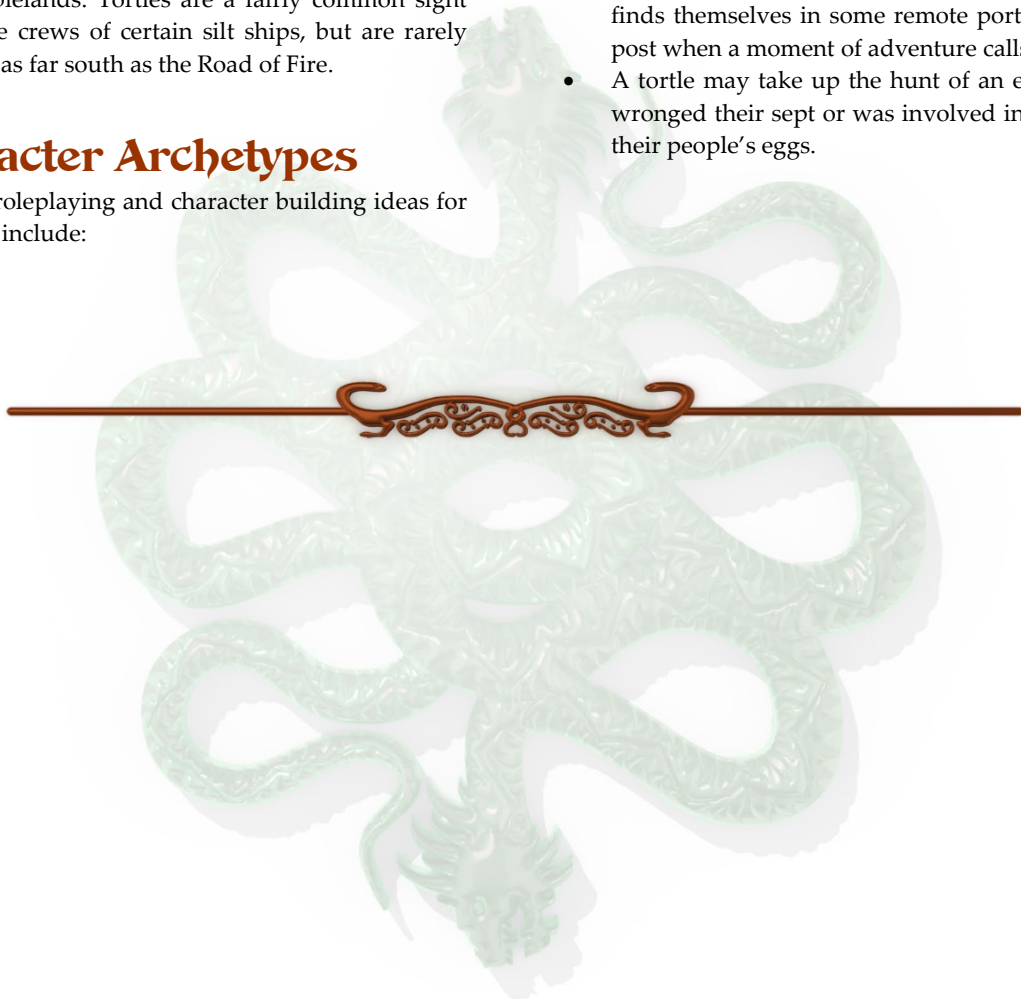 blelands. Tortles are a fairly common sight
e crews of certain silt ships, but are rarely
as far south as the Road of Fire.
acter Archetypes
roleplaying and character building ideas for
include:
finds themselves in some remote port
post when a moment of adventure calls
• A tortle may take up the hunt of an e
wronged their sept or was involved in
their people's eggs.